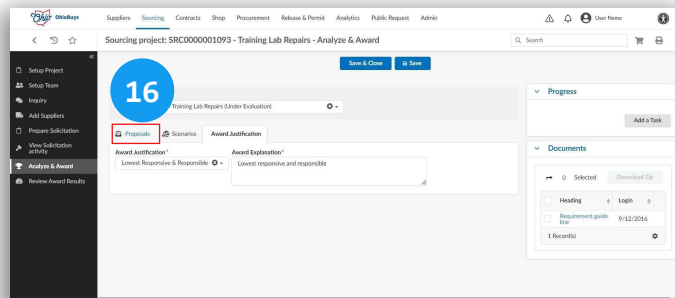 Ohio OhioBuys
Suppliers Sourcing Contracts Shop Procurement Release & Permit Analytics Public Request Admin
User Name
Sourcing project: SRC0000001093 - Training Lab Repairs - Analyze & Award
Search
Setup Project
Setup Team
Inquiry
Add Suppliers
Prepare Solicitation
View Solicitation activity
Analyze & Award
Review Award Results
Save & Close Save
16
Training Lab Repairs (Under Evaluation)
Proposals Scenarios Award Justification
Award Justification* Award Explanation*
Lowest Responsive & Responsible Lowest responsive and responsible
Progress
Add a Task
Documents
0 Selected Download Zip
Heading Login
Requirement guide line 9/12/2016
1 Record(s)